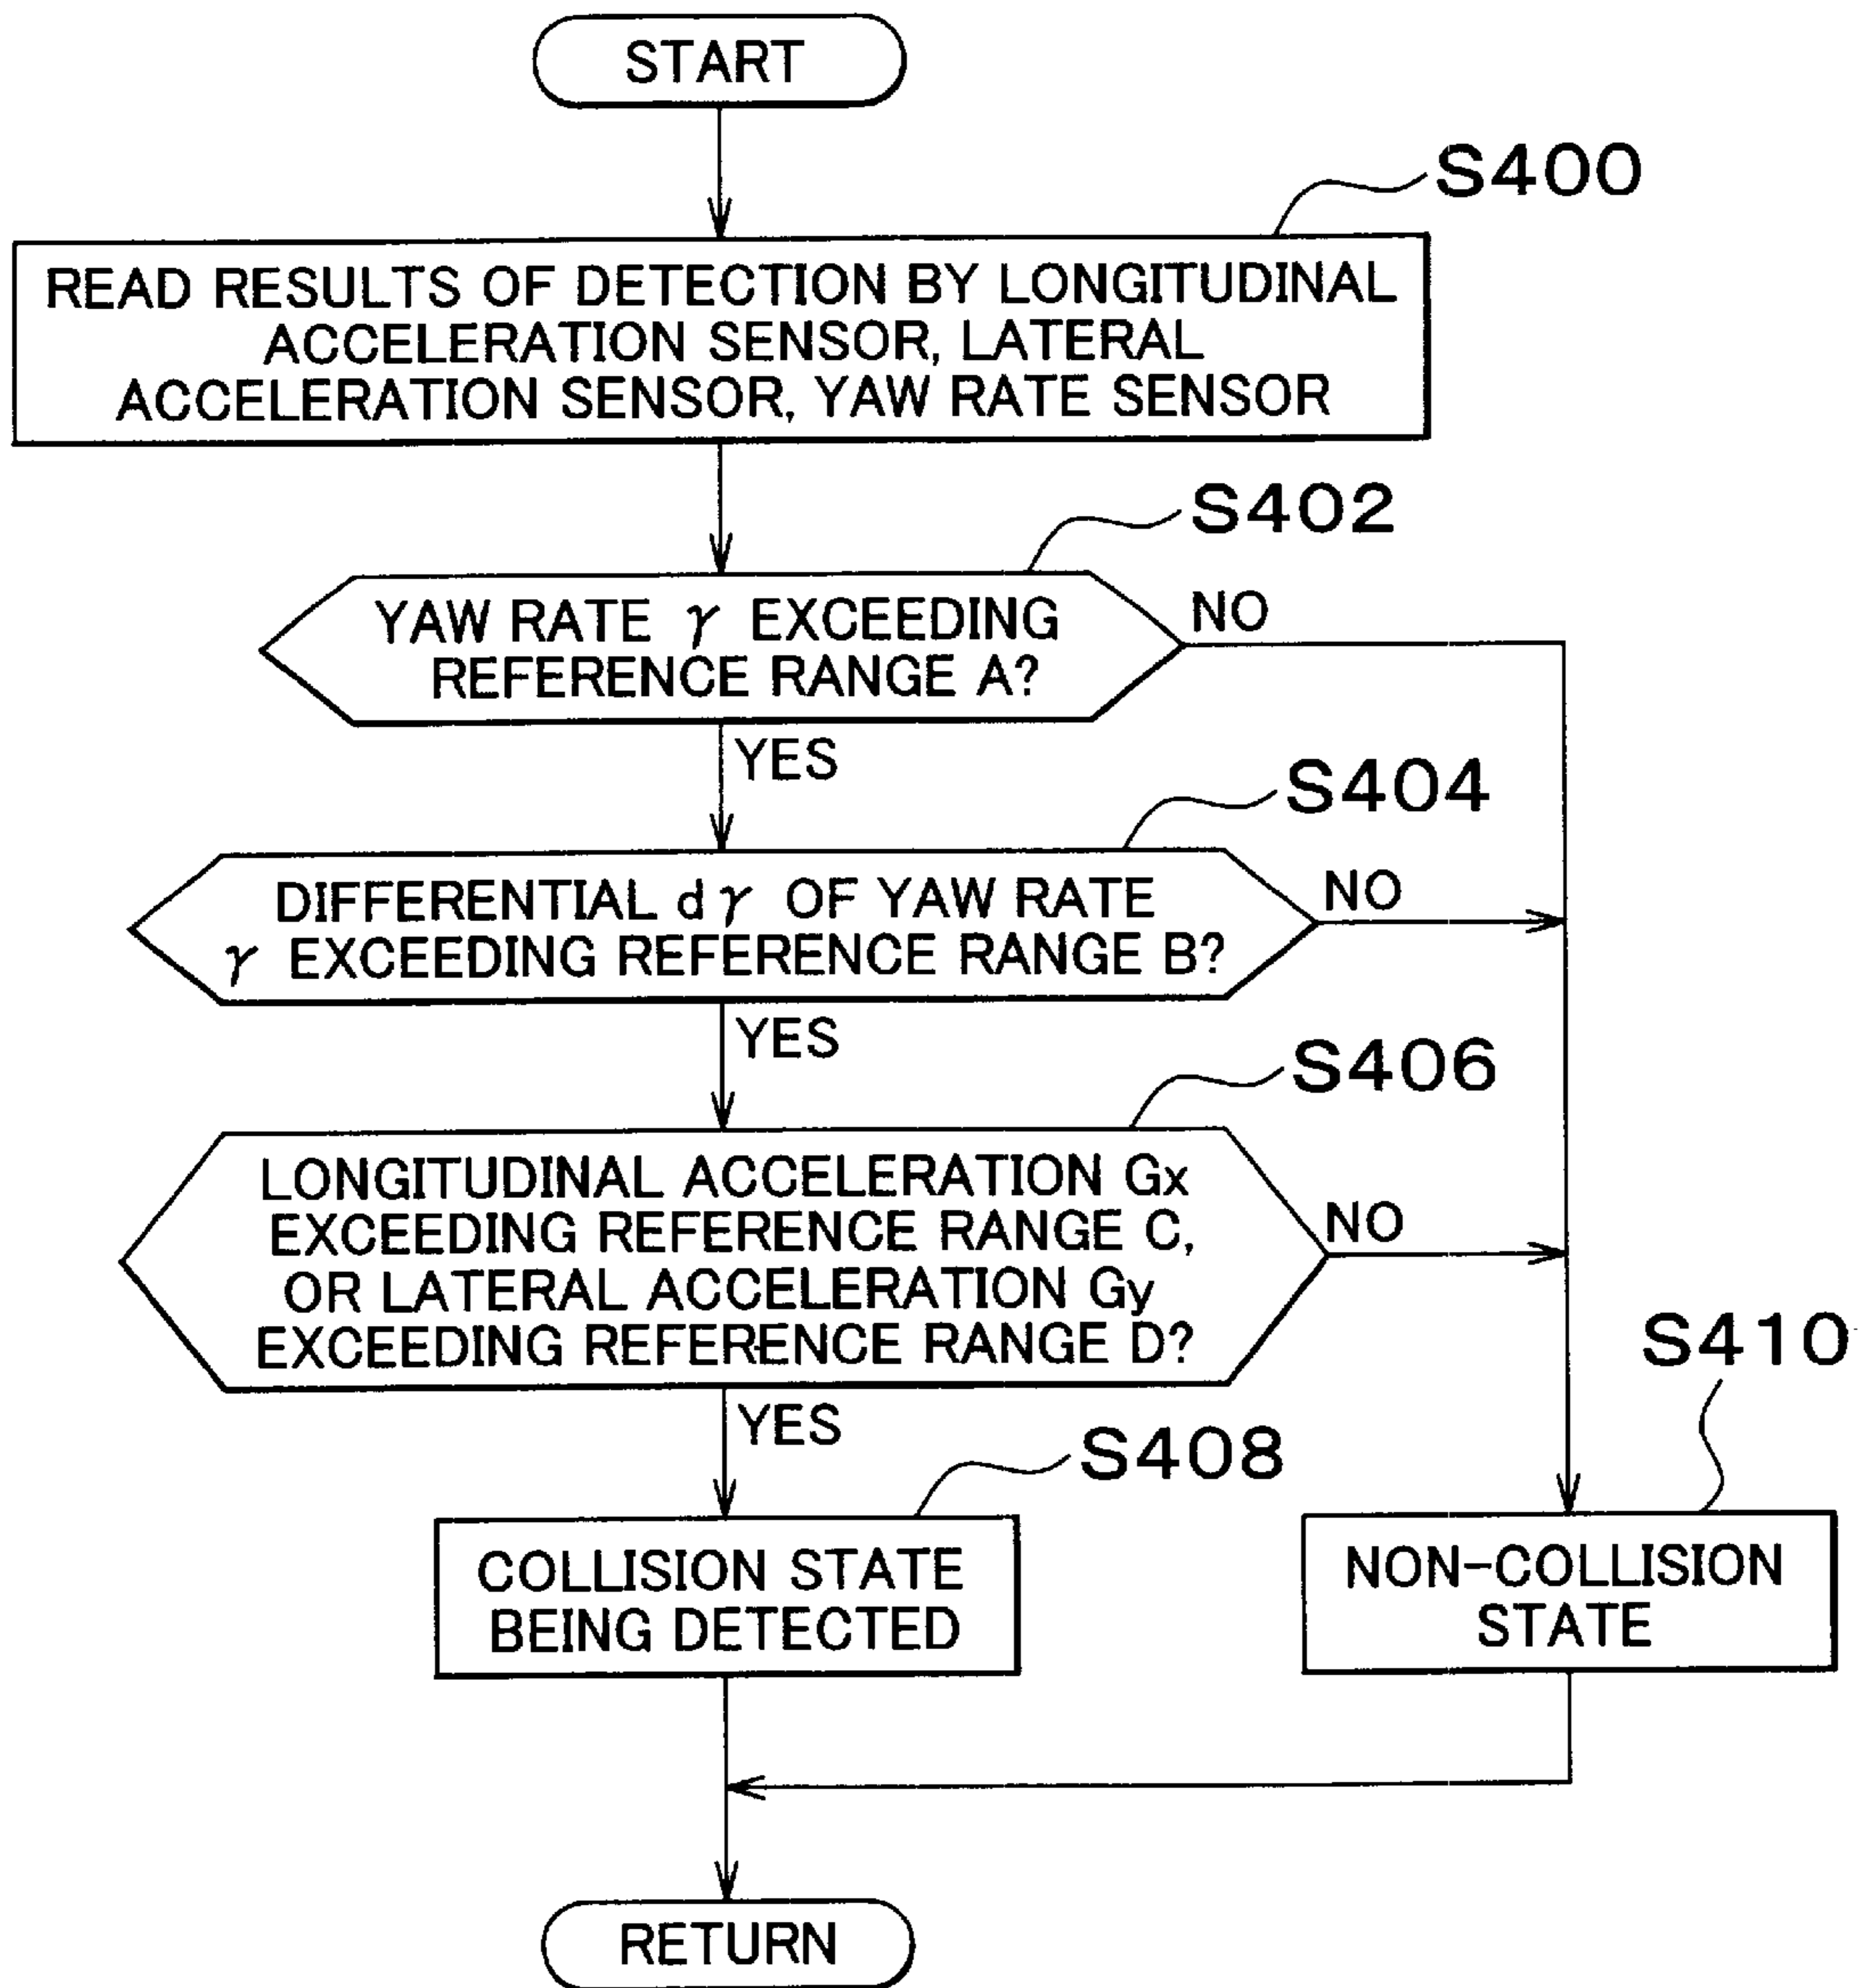 START
S400
READ RESULTS OF DETECTION BY LONGITUDINAL
ACCELERATION SENSOR, LATERAL
ACCELERATION SENSOR, YAW RATE SENSOR
S402
YAW RATE γ EXCEEDING
REFERENCE RANGE A?
NO
YES
S404
DIFFERENTIAL dγ OF YAW RATE
γ EXCEEDING REFERENCE RANGE B?
NO
YES
S406
LONGITUDINAL ACCELERATION Gx
EXCEEDING REFERENCE RANGE C,
OR LATERAL ACCELERATION Gy
EXCEEDING REFERENCE RANGE D?
NO
YES
S408
COLLISION STATE
BEING DETECTED
S410
NON-COLLISION
STATE
RETURN